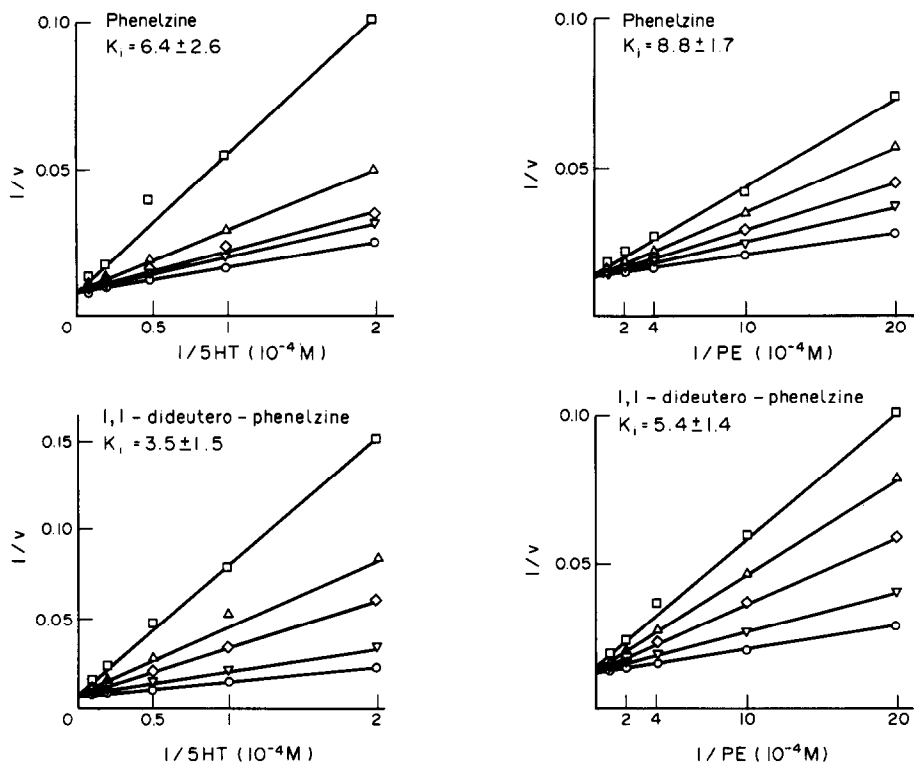 Phenelzine
Ki = 6.4 ± 2.6
0.10
0.05
1/v
0
0.5
1
2
1/5HT (10⁻⁴M)
Phenelzine
Ki = 8.8 ± 1.7
0.10
0.05
1/v
2
4
10
20
1/PE (10⁻⁴M)
1,1 - dideutero - phenelzine
Ki = 3.5 ± 1.5
0.15
0.10
0.05
1/v
0
0.5
1
2
1/5HT (10⁻⁴M)
1,1 - dideutero - phenelzine
Ki = 5.4 ± 1.4
0.10
0.05
1/v
2
4
10
20
1/PE (10⁻⁴M)